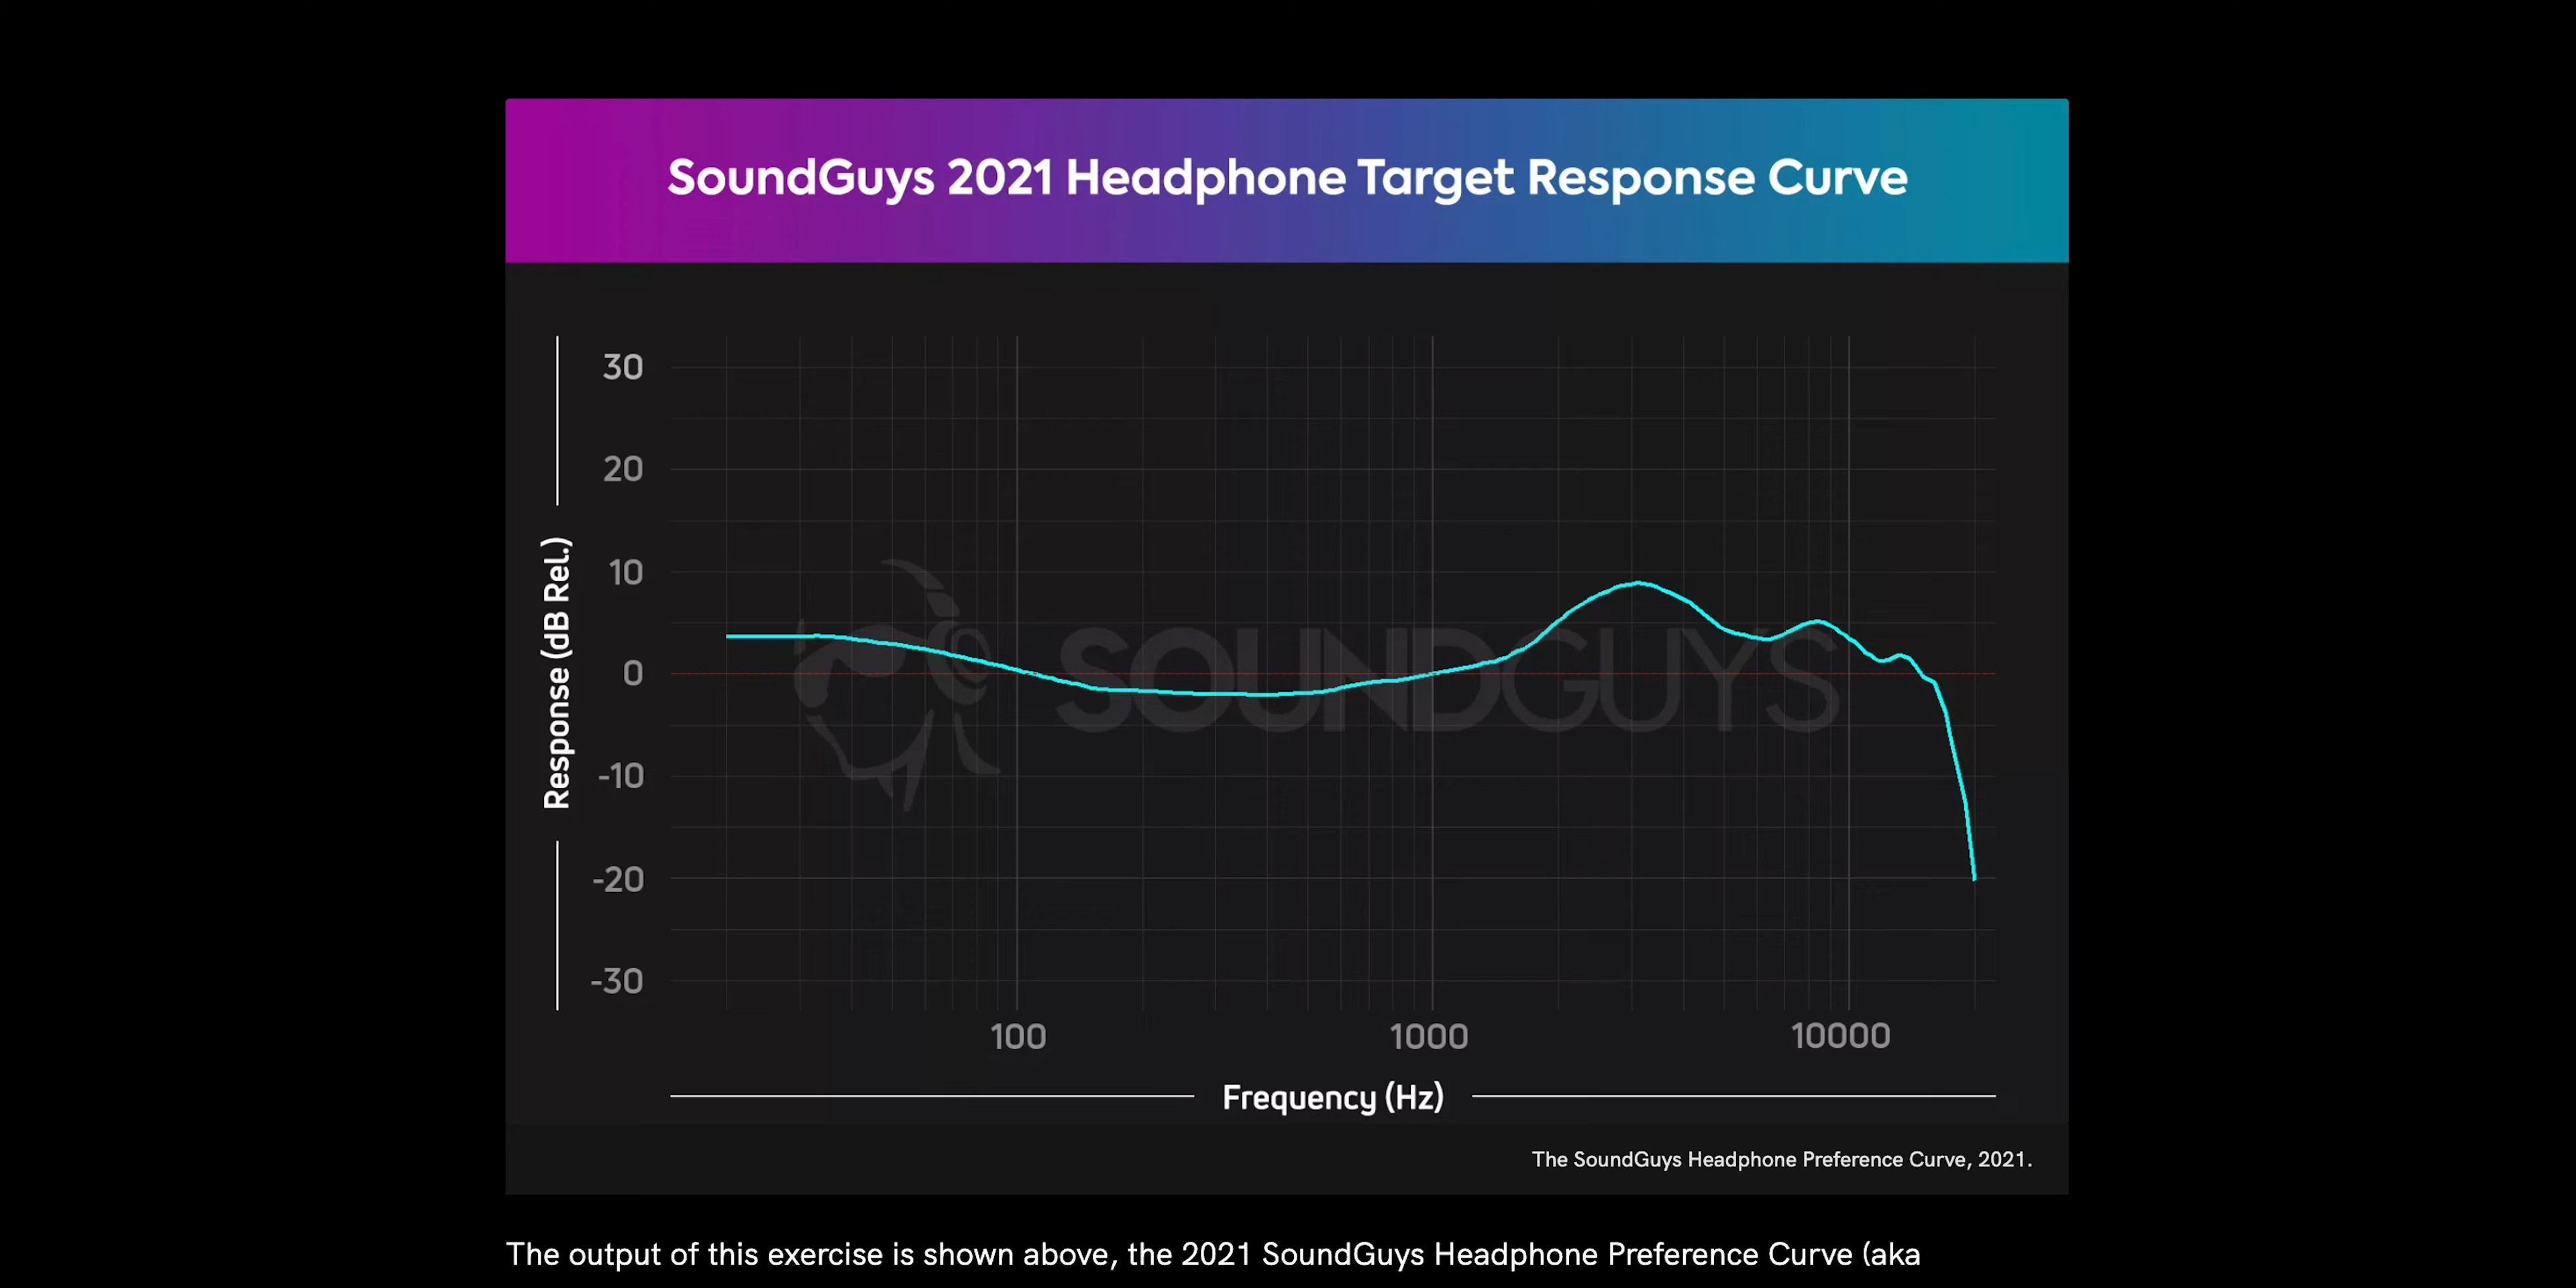 SoundGuys 2021 Headphone Target Response Curve
30
20
10
0
-10
-20
-30
Response (dB Rel.)
SOUNDGUYS
100
1000
10000
Frequency (Hz)
The SoundGuys Headphone Preference Curve, 2021.
The output of this exercise is shown above, the 2021 SoundGuys Headphone Preference Curve (aka